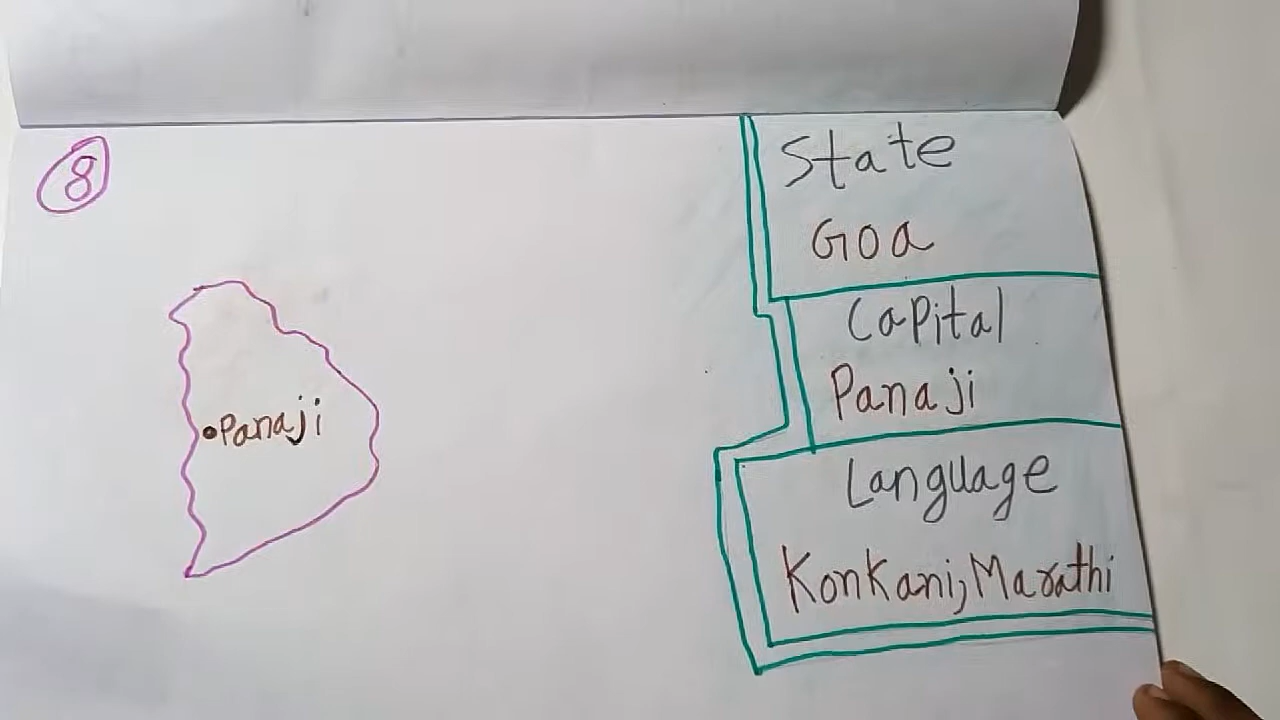 8
State
Goa
Capital
Panaji
Panaji
Language
Konkani, Marathi